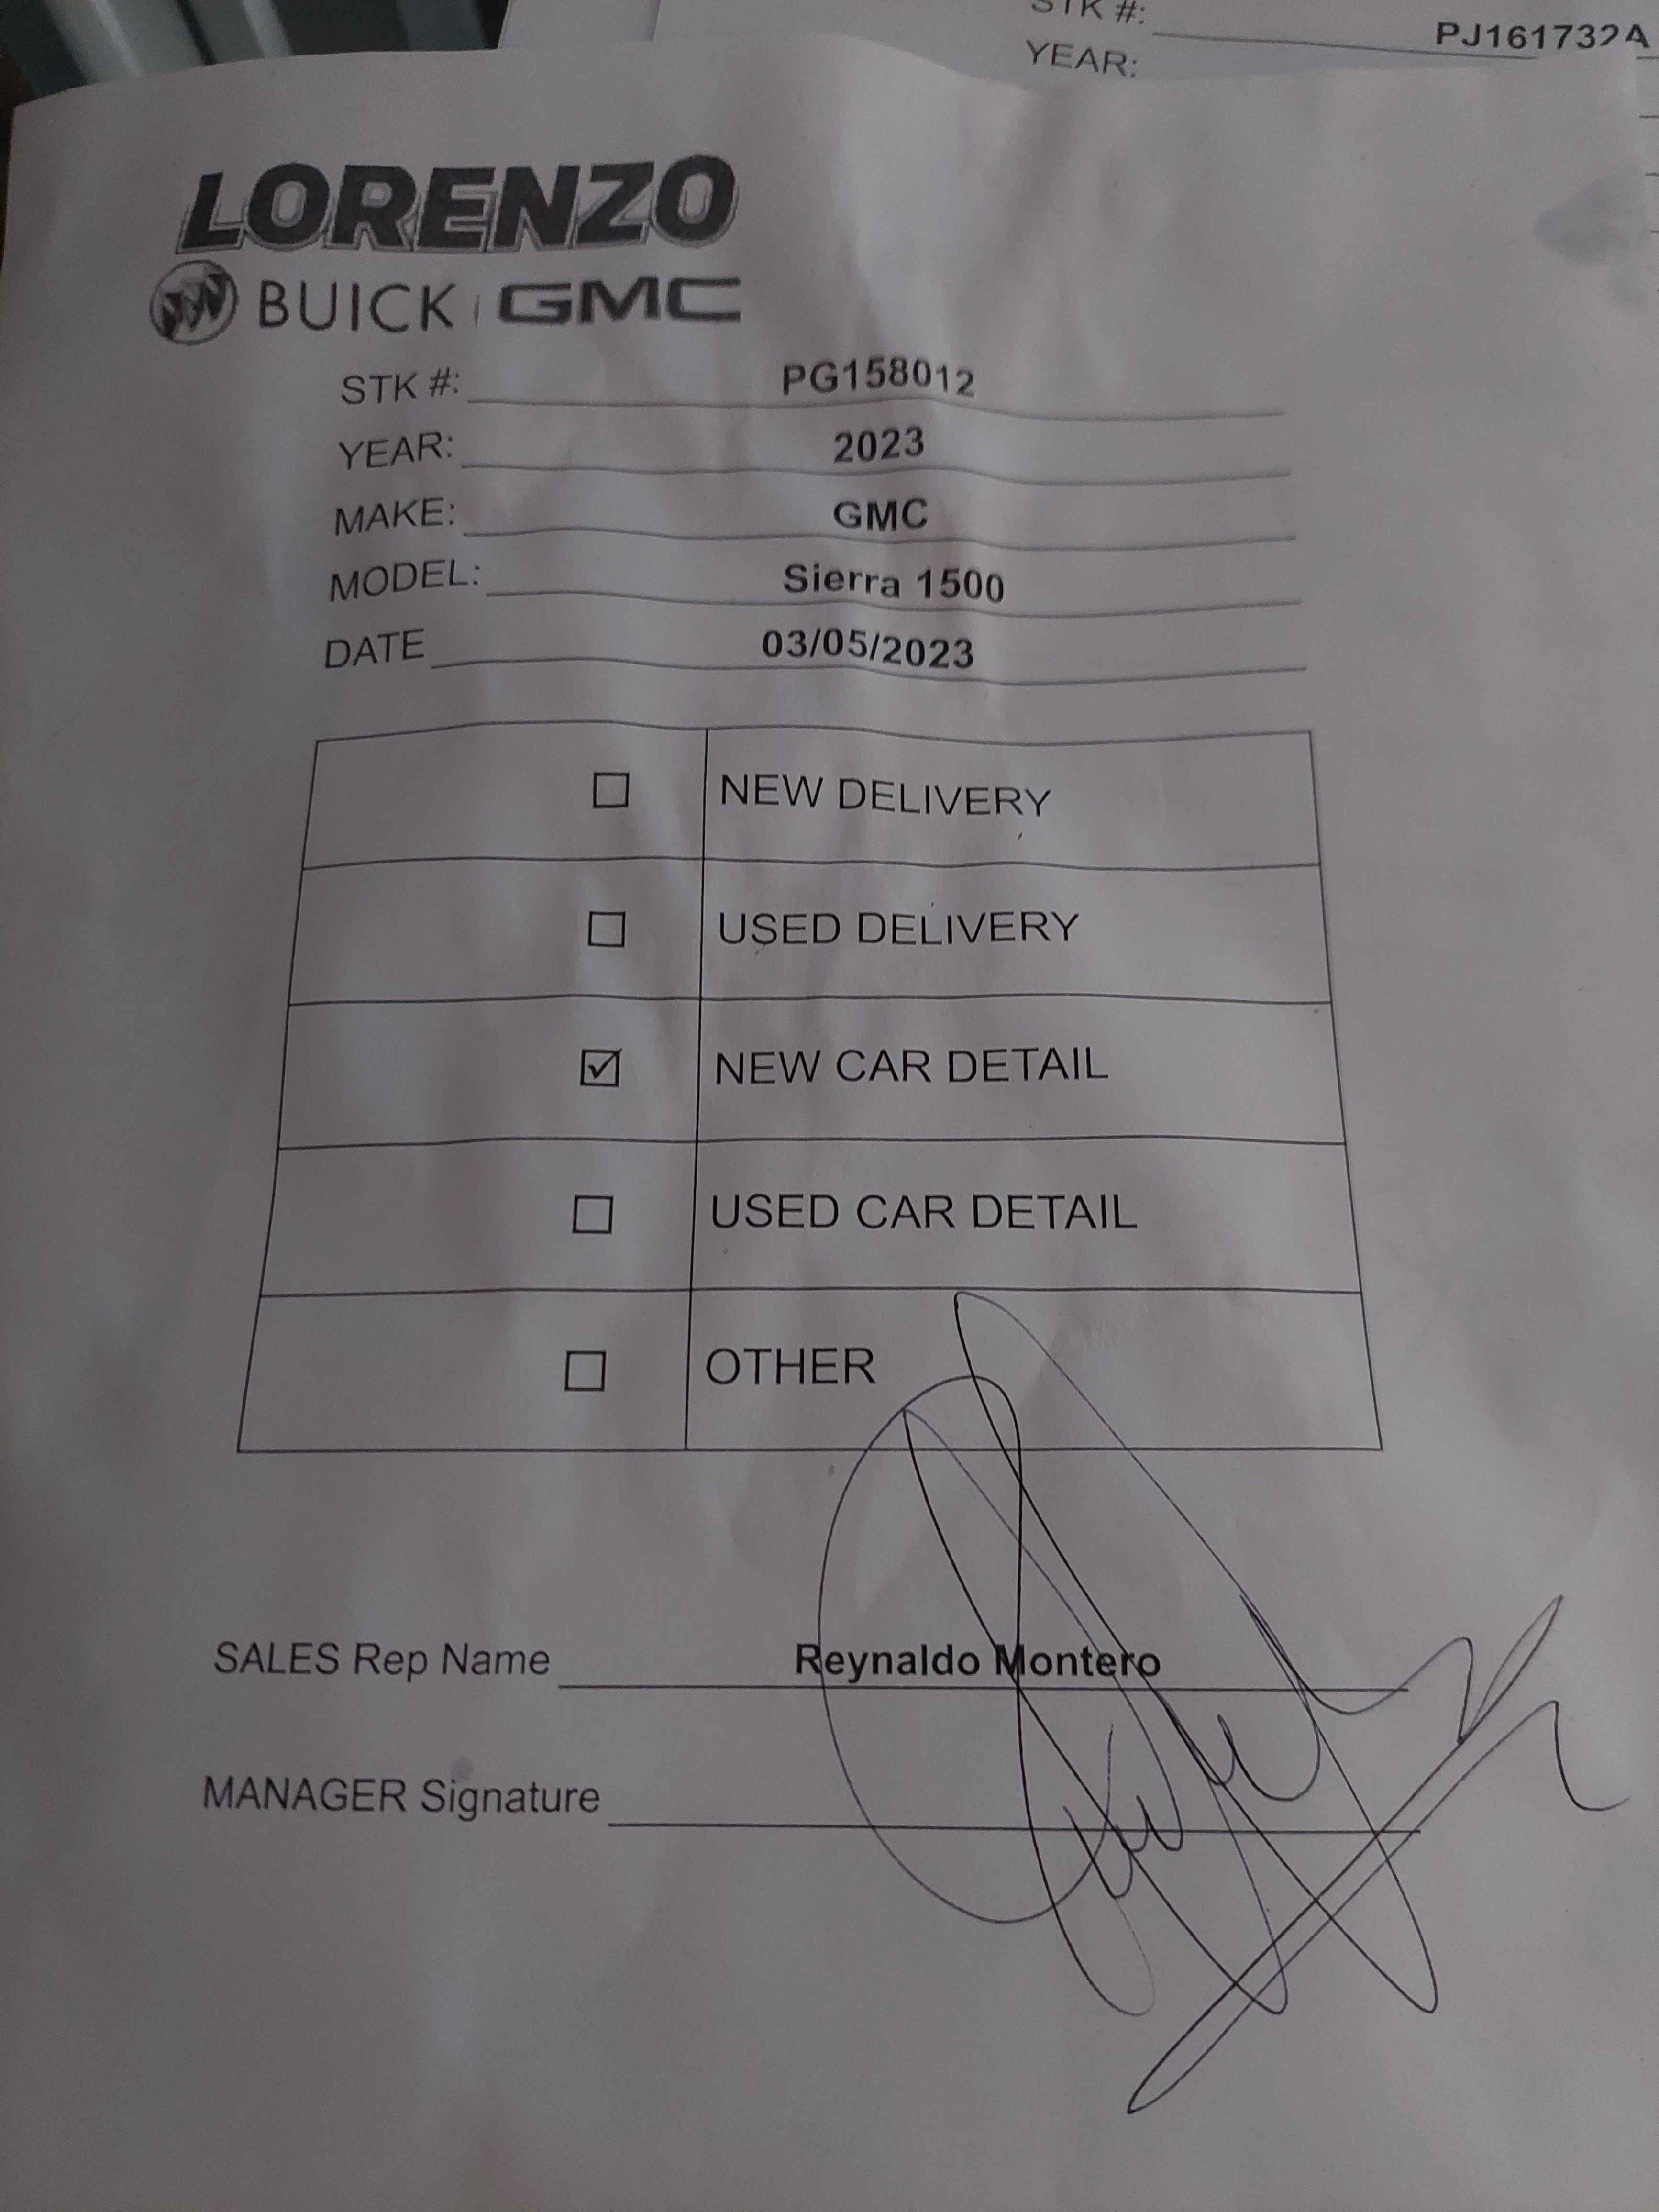 STK #: PJ161732A
YEAR:
LORENZO
BUICK GMC
STK #: PG158012
YEAR: 2023
MAKE: GMC
MODEL: Sierra 1500
DATE 03/05/2023
NEW DELIVERY
USED DELIVERY
☑ NEW CAR DETAIL
USED CAR DETAIL
OTHER
SALES Rep Name Reynaldo Montero
MANAGER Signature